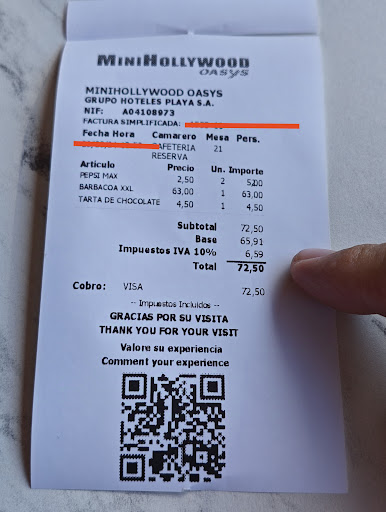 MINIHOLLYWOOD
OASYS
MINIHOLLYWOOD OASYS
GRUPO HOTELES PLAYA S.A.
NIF: A04108973
FACTURA SIMPLIFICADA:
Fecha Hora Camarero Mesa Pers.
CAFETERIA 21
RESERVA
Articulo Precio Un. Importe
PEPSI MAX 2,50 2 5,00
BARBACOA XXL 63,00 1 63,00
TARTA DE CHOCOLATE 4,50 1 4,50
Subtotal 72,50
Base 65,91
Impuestos IVA 10% 6,59
Total 72,50
Cobro: VISA 72,50
-- Impuestos Incluidos --
GRACIAS POR SU VISITA
THANK YOU FOR YOUR VISIT
Valore su experiencia
Comment your experience